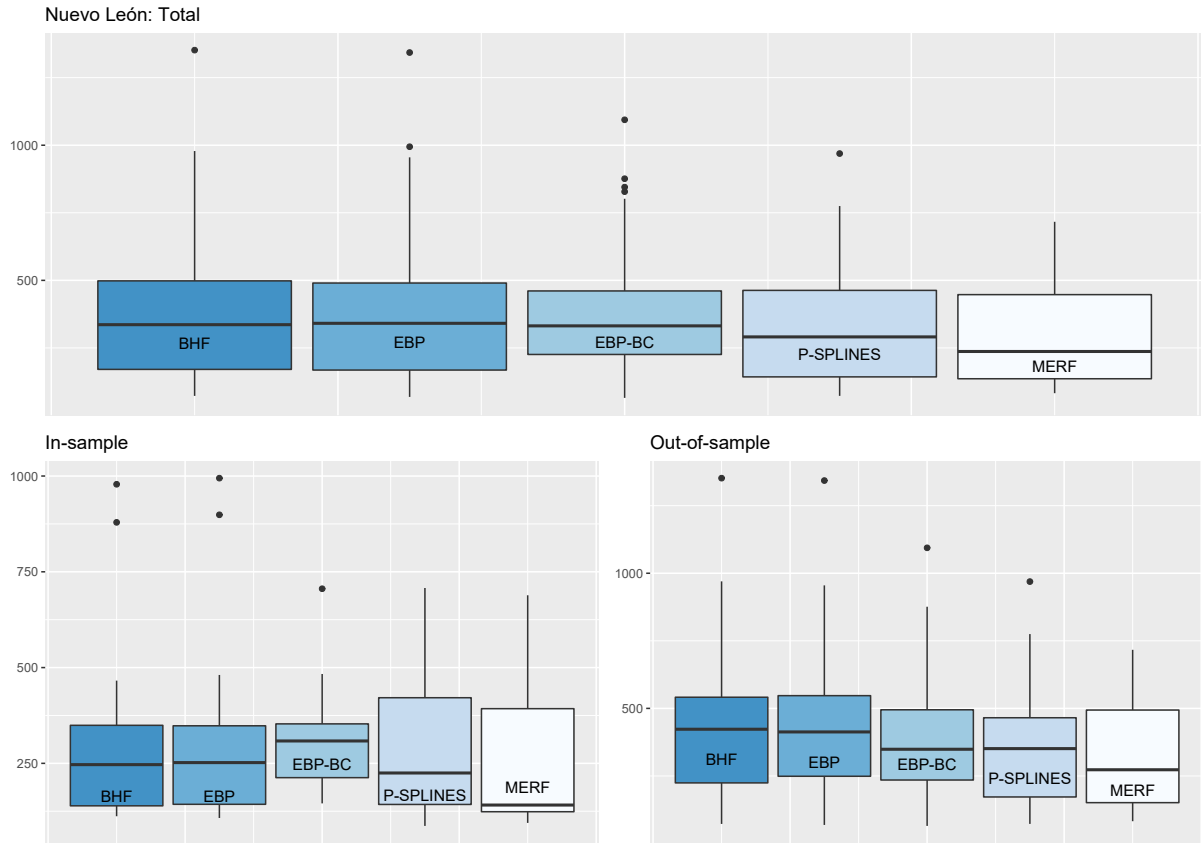 Nuevo León: Total
1000
500
BHF
EBP
EBP-BC
P-SPLINES
MERF
In-sample
1000
750
500
250
BHF
EBP
EBP-BC
P-SPLINES
MERF
Out-of-sample
1000
500
BHF
EBP
EBP-BC
P-SPLINES
MERF